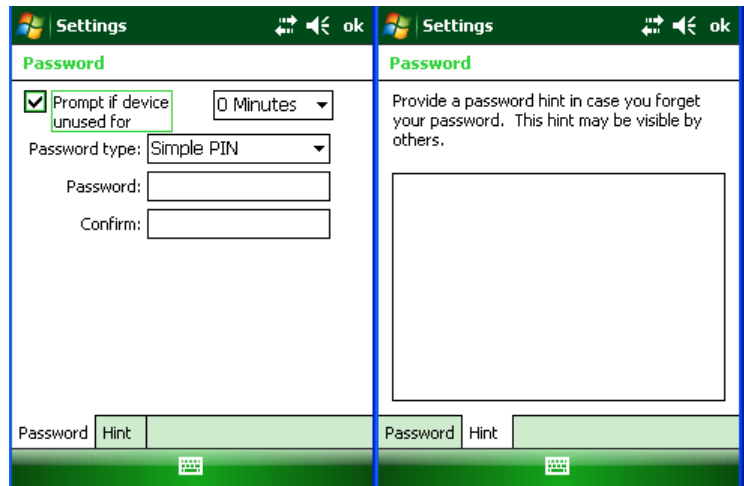 Settings ok
Password
Prompt if device
unused for
0 Minutes
Password type: Simple PIN
Password:
Confirm:
Password Hint
Settings ok
Password
Provide a password hint in case you forget
your password.  This hint may be visible by
others.
Password Hint